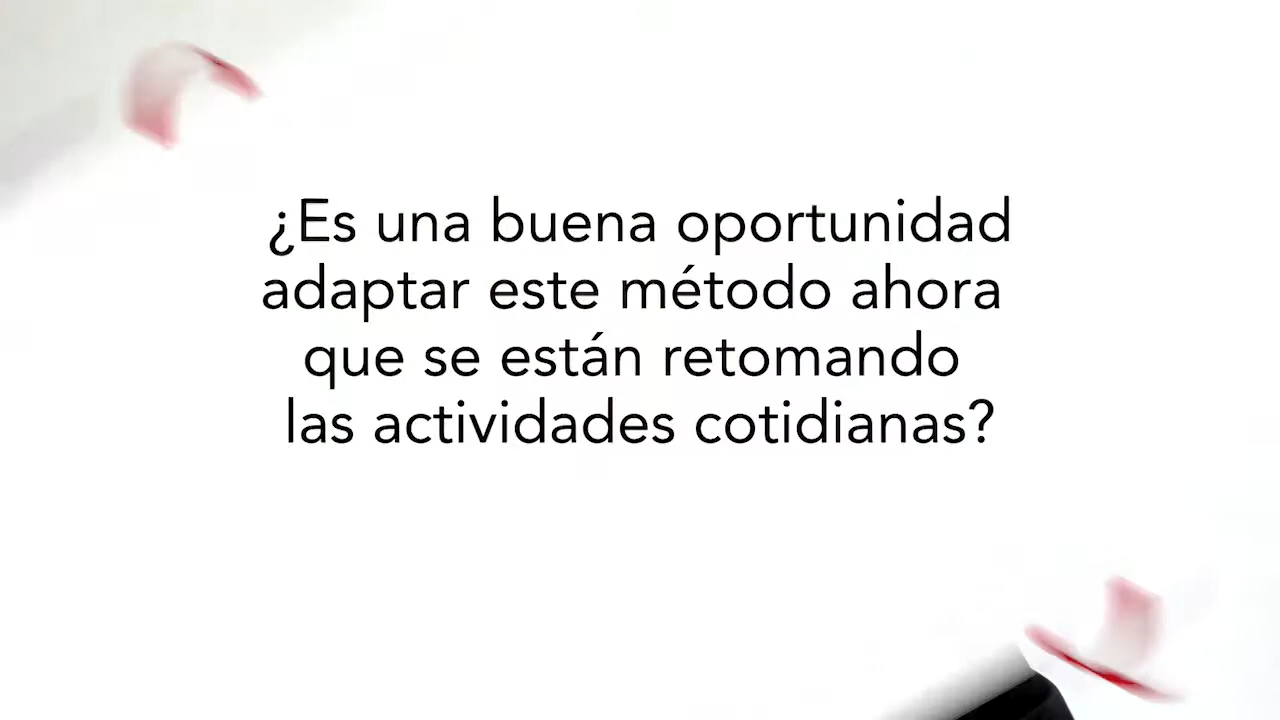 ¿Es una buena oportunidad
adaptar este método ahora
que se están retomando
las actividades cotidianas?